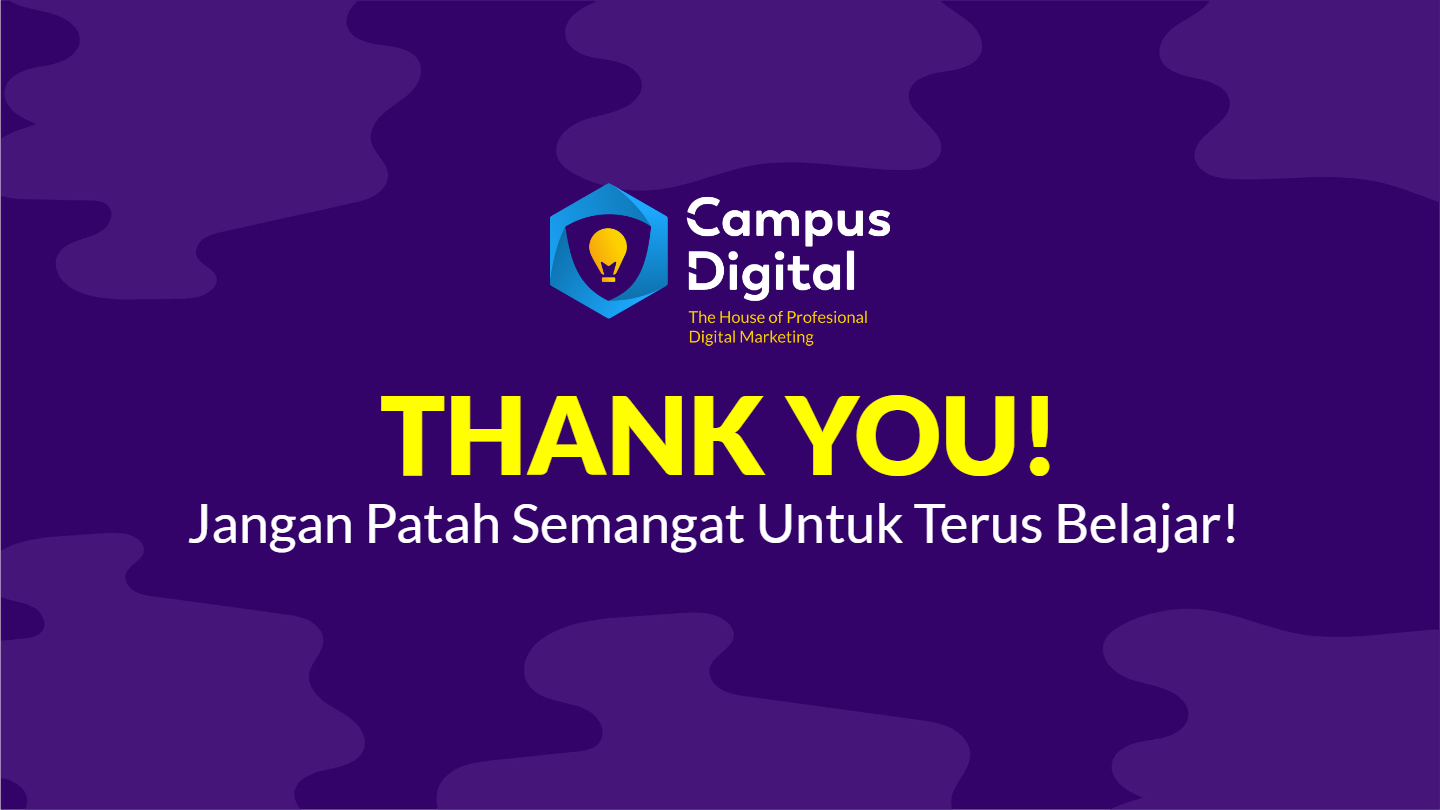 Campus
Digital
The House of Profesional
Digital Marketing
THANK YOU!
Jangan Patah Semangat Untuk Terus Belajar!